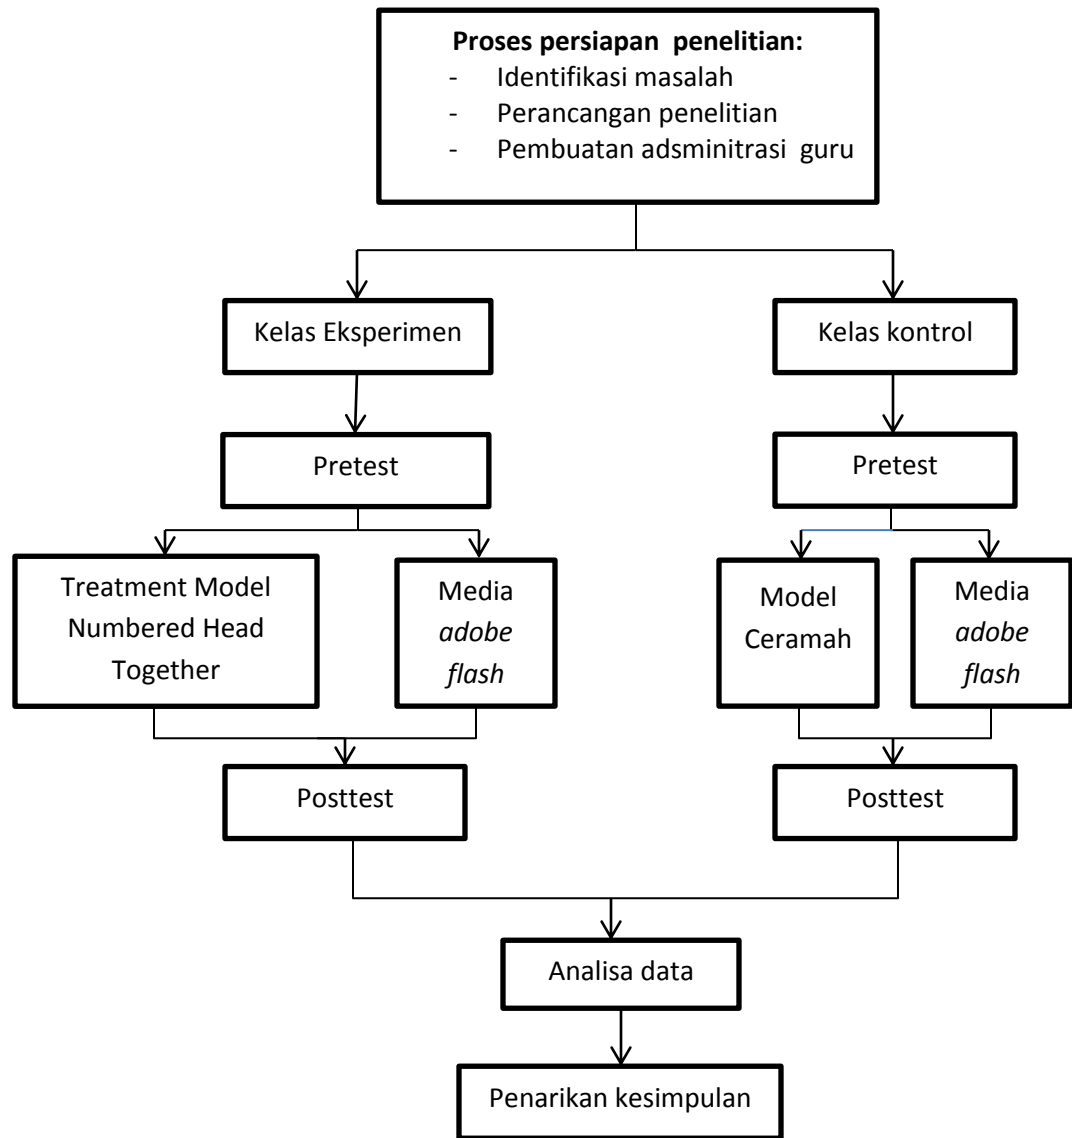 Proses persiapan penelitian:
- Identifikasi masalah
- Perancangan penelitian
- Pembuatan adsminitrasi guru
Kelas Eksperimen
Kelas kontrol
Pretest
Pretest
Treatment Model
Numbered Head
Together
Media
adobe
flash
Model
Ceramah
Media
adobe
flash
Posttest
Posttest
Analisa data
Penarikan kesimpulan